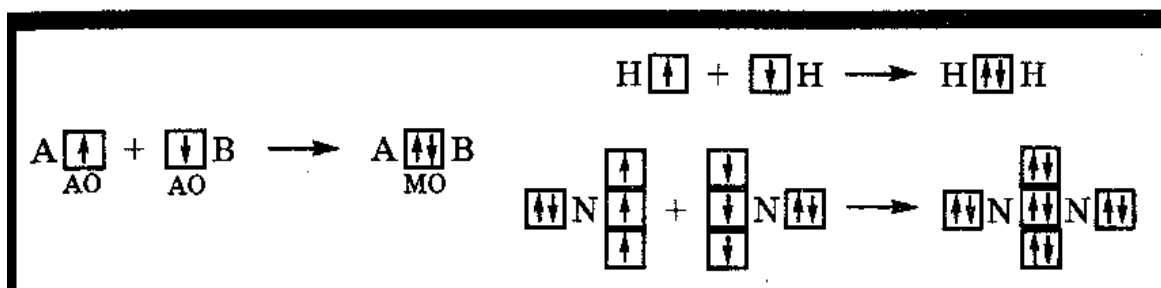 H ↑ + ↓ H → H ↑↓ H
A ↑ + ↓ B → A ↑↓ B
AO AO MO
↑ ↓ ↑↓
↑↓ N ↑ + ↓ N ↑↓ → ↑↓ N ↑↓ N ↑↓
↑ ↓ ↑↓